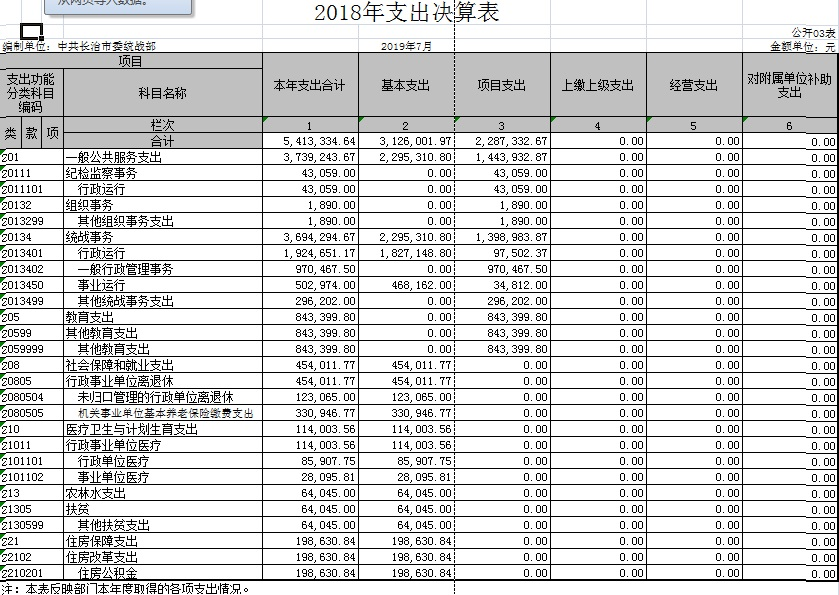 从网页导入数据。
2018年支出决算表
公开03表
编制单位：中共长治市委统战部 2019年7月 金额单位：元
项目 本年支出合计 基本支出 项目支出 上缴上级支出 经营支出 对附属单位补助支出
支出功能分类科目编码 科目名称
类 款 项 栏次 1 2 3 4 5 6
合计 5,413,334.64 3,126,001.97 2,287,332.67 0.00 0.00 0.00
201 一般公共服务支出 3,739,243.67 2,295,310.80 1,443,932.87 0.00 0.00 0.00
20111 纪检监察事务 43,059.00 0.00 43,059.00 0.00 0.00 0.00
2011101 行政运行 43,059.00 0.00 43,059.00 0.00 0.00 0.00
20132 组织事务 1,890.00 0.00 1,890.00 0.00 0.00 0.00
2013299 其他组织事务支出 1,890.00 0.00 1,890.00 0.00 0.00 0.00
20134 统战事务 3,694,294.67 2,295,310.80 1,398,983.87 0.00 0.00 0.00
2013401 行政运行 1,924,651.17 1,827,148.80 97,502.37 0.00 0.00 0.00
2013402 一般行政管理事务 970,467.50 0.00 970,467.50 0.00 0.00 0.00
2013450 事业运行 502,974.00 468,162.00 34,812.00 0.00 0.00 0.00
2013499 其他统战事务支出 296,202.00 0.00 296,202.00 0.00 0.00 0.00
205 教育支出 843,399.80 0.00 843,399.80 0.00 0.00 0.00
20599 其他教育支出 843,399.80 0.00 843,399.80 0.00 0.00 0.00
2059999 其他教育支出 843,399.80 0.00 843,399.80 0.00 0.00 0.00
208 社会保障和就业支出 454,011.77 454,011.77 0.00 0.00 0.00 0.00
20805 行政事业单位离退休 454,011.77 454,011.77 0.00 0.00 0.00 0.00
2080504 未归口管理的行政单位离退休 123,065.00 123,065.00 0.00 0.00 0.00 0.00
2080505 机关事业单位基本养老保险缴费支出 330,946.77 330,946.77 0.00 0.00 0.00 0.00
210 医疗卫生与计划生育支出 114,003.56 114,003.56 0.00 0.00 0.00 0.00
21011 行政事业单位医疗 114,003.56 114,003.56 0.00 0.00 0.00 0.00
2101101 行政单位医疗 85,907.75 85,907.75 0.00 0.00 0.00 0.00
2101102 事业单位医疗 28,095.81 28,095.81 0.00 0.00 0.00 0.00
213 农林水支出 64,045.00 64,045.00 0.00 0.00 0.00 0.00
21305 扶贫 64,045.00 64,045.00 0.00 0.00 0.00 0.00
2130599 其他扶贫支出 64,045.00 64,045.00 0.00 0.00 0.00 0.00
221 住房保障支出 198,630.84 198,630.84 0.00 0.00 0.00 0.00
22102 住房改革支出 198,630.84 198,630.84 0.00 0.00 0.00 0.00
2210201 住房公积金 198,630.84 198,630.84 0.00 0.00 0.00 0.00
注：本表反映部门本年度取得的各项支出情况。